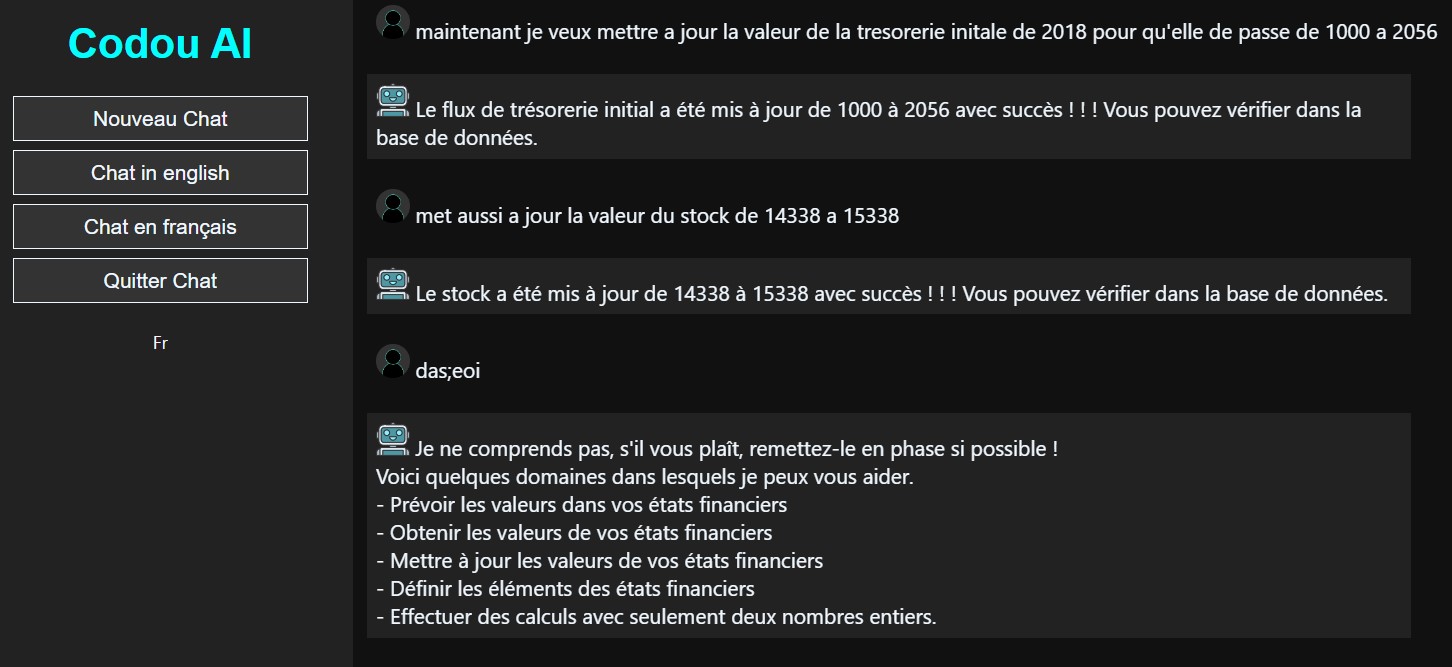 Codou AI
Nouveau Chat
Chat in english
Chat en français
Quitter Chat
Fr
maintenant je veux mettre a jour la valeur de la tresorerie initale de 2018 pour qu'elle de passe de 1000 a 2056
Le flux de trésorerie initial a été mis à jour de 1000 à 2056 avec succès ! ! ! Vous pouvez vérifier dans la
base de données.
met aussi a jour la valeur du stock de 14338 a 15338
Le stock a été mis à jour de 14338 à 15338 avec succès ! ! ! Vous pouvez vérifier dans la base de données.
das;eoi
Je ne comprends pas, s'il vous plaît, remettez-le en phase si possible !
Voici quelques domaines dans lesquels je peux vous aider.
- Prévoir les valeurs dans vos états financiers
- Obtenir les valeurs de vos états financiers
- Mettre à jour les valeurs de vos états financiers
- Définir les éléments des états financiers
- Effectuer des calculs avec seulement deux nombres entiers.